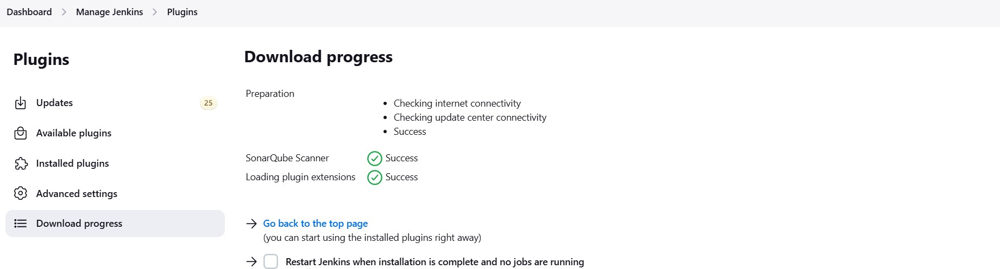 Dashboard > Manage Jenkins > Plugins
Plugins
Updates 25
Available plugins
Installed plugins
Advanced settings
Download progress
Download progress
Preparation
• Checking internet connectivity
• Checking update center connectivity
• Success
SonarQube Scanner Success
Loading plugin extensions Success
→ Go back to the top page
(you can start using the installed plugins right away)
→ Restart Jenkins when installation is complete and no jobs are running